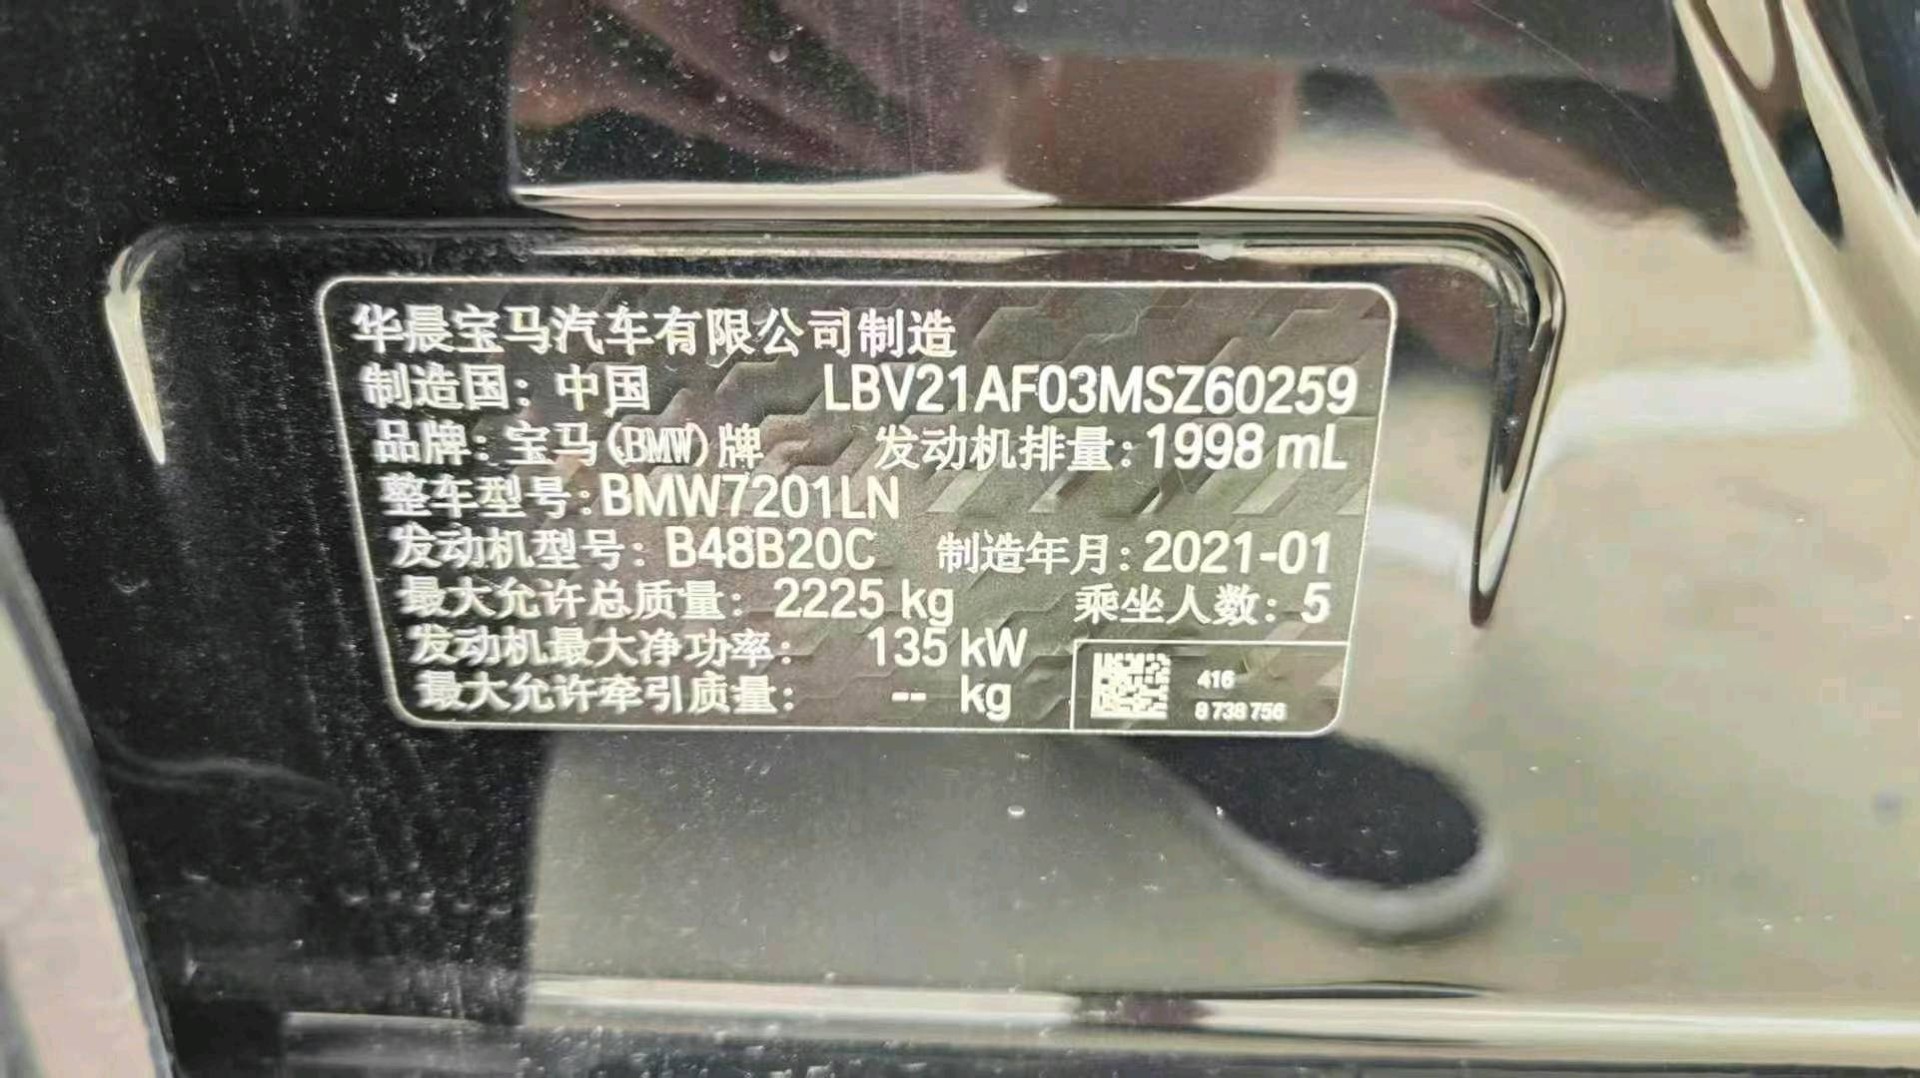 华晨宝马汽车有限公司制造
制造国：中国 LBV21AF03MSZ60259
品牌：宝马(BMW)牌 发动机排量：1998 mL
整车型号：BMW7201LN
发动机型号：B48B20C 制造年月：2021-01
最大允许总质量：2225 kg 乘坐人数：5
发动机最大净功率：135 kW
最大允许牵引质量：-- kg
416
8 738 756